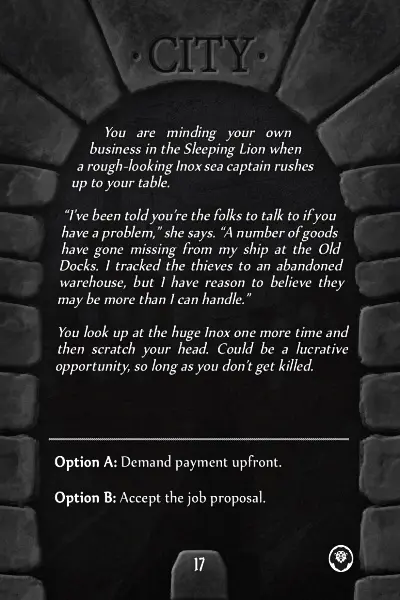 ·CITY·
You are minding your own
business in the Sleeping Lion when
a rough-looking Inox sea captain rushes
up to your table.
“I've been told you're the folks to talk to if you
have a problem,” she says. “A number of goods
have gone missing from my ship at the Old
Docks. I tracked the thieves to an abandoned
warehouse, but I have reason to believe they
may be more than I can handle.”
You look up at the huge Inox one more time and
then scratch your head. Could be a lucrative
opportunity, so long as you don't get killed.
Option A: Demand payment upfront.
Option B: Accept the job proposal.
17